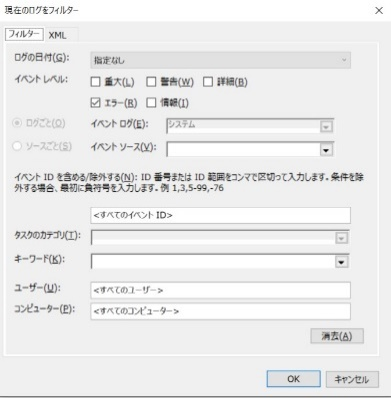 現在のログをフィルター
フィルター XML
ログの日付(G): 指定なし
イベント レベル: 重大(L) 警告(W) 詳細(B)
エラー(R) 情報(I)
ログごと(O) イベント ログ(E): システム
ソースごと(S) イベント ソース(V):
イベント ID を含める/除外する(N): ID 番号または ID 範囲をコンマで区切って入力します。条件を除
外する場合、最初に負符号を入力します。例 1,3,5-99,-76
<すべてのイベント ID>
タスクのカテゴリ(T):
キーワード(K):
ユーザー(U): <すべてのユーザー>
コンピューター(P): <すべてのコンピューター>
消去(A)
OK キャンセル